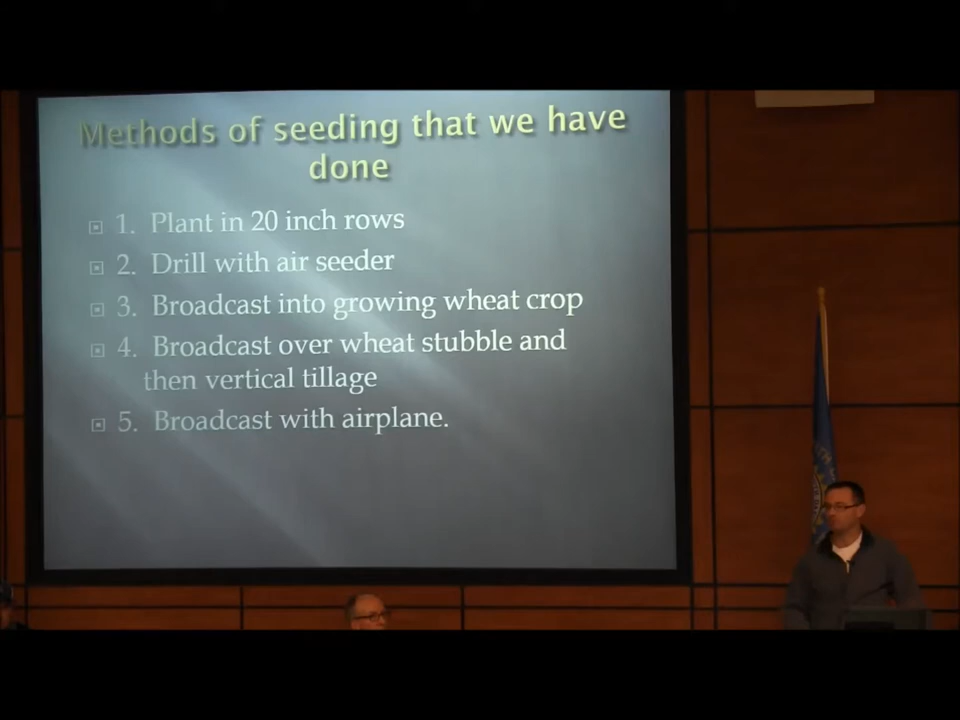 Methods of seeding that we have
done
1. Plant in 20 inch rows
2. Drill with air seeder
3. Broadcast into growing wheat crop
4. Broadcast over wheat stubble and
then vertical tillage
5. Broadcast with airplane.